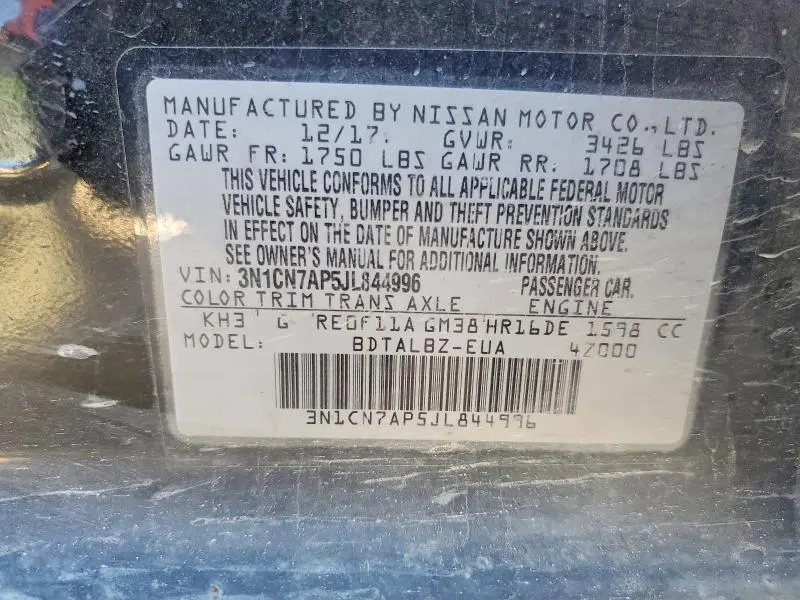 MANUFACTURED BY NISSAN MOTOR CO., LTD.
DATE: 12/17. GVWR: 3426 LBS
GAWR FR: 1750 LBS GAWR RR: 1708 LBS
THIS VEHICLE CONFORMS TO ALL APPLICABLE FEDERAL MOTOR
VEHICLE SAFETY, BUMPER AND THEFT PREVENTION STANDARDS
IN EFFECT ON THE DATE OF MANUFACTURE SHOWN ABOVE.
SEE OWNER'S MANUAL FOR ADDITIONAL INFORMATION.
VIN: 3N1CN7AP5JL844996 PASSENGER CAR.
COLOR TRIM TRANS AXLE ENGINE
KH3 G RE0F11A GM38 HR16DE 1598 CC
MODEL: BDTALBZ-EUA 4Z000
3N1CN7AP5JL844996